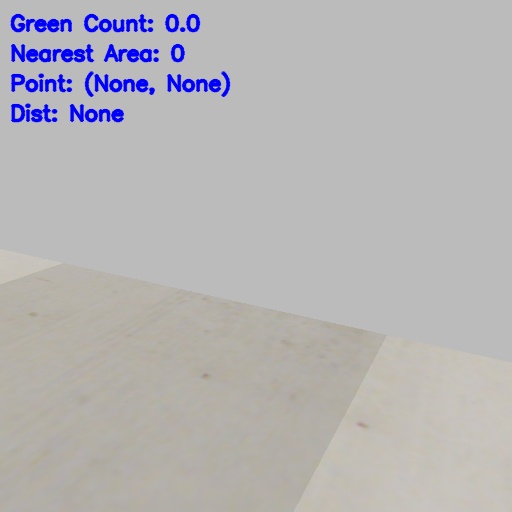 Green Count: 0.0
Nearest Area: 0
Point: (None, None)
Dist: None